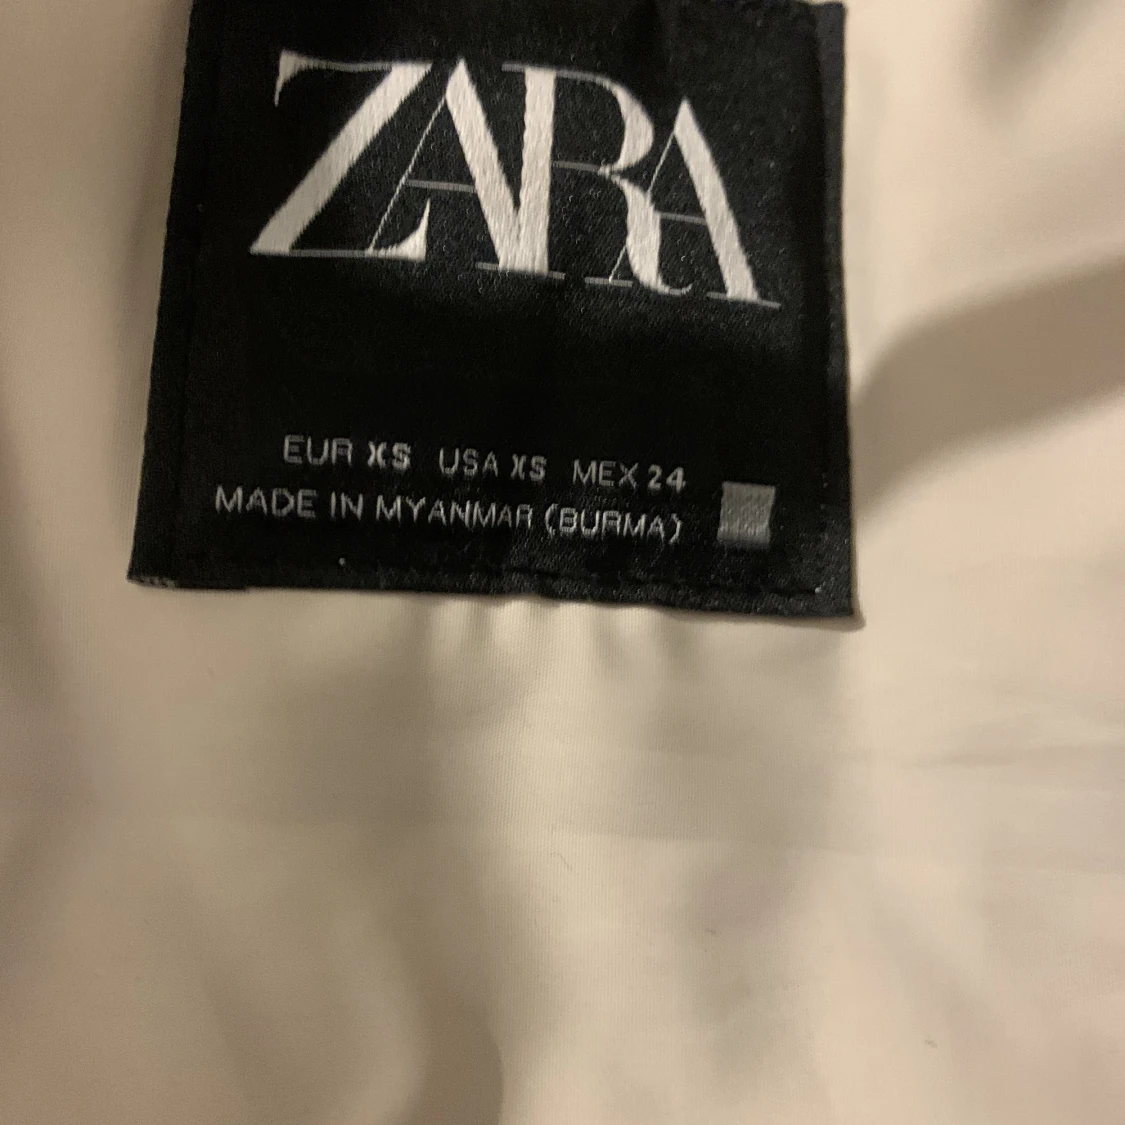 ZARA
EUR XS USA XS MEX 24
MADE IN MYANMAR (BURMA)